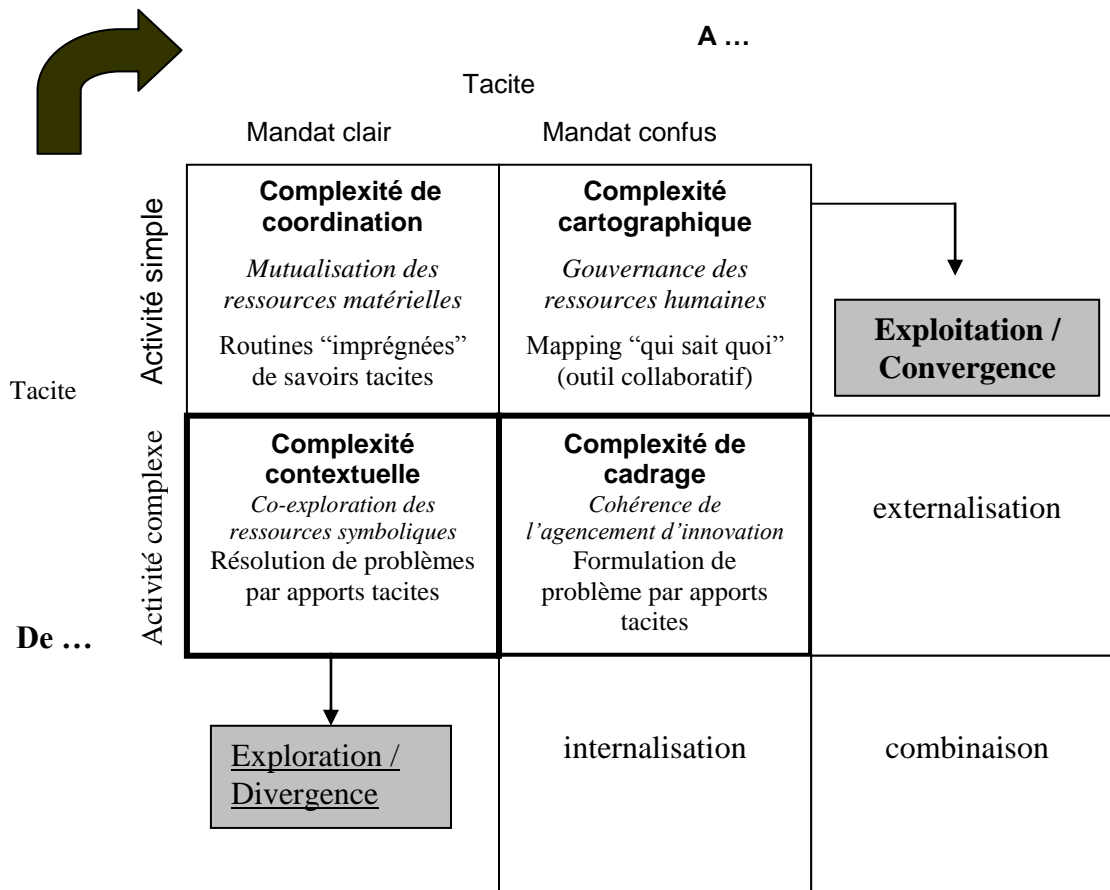 A …
Tacite
Mandat clair
Mandat confus
Activité simple
Complexité de
coordination
Mutualisation des
ressources matérielles
Routines “imprégnées”
de savoirs tacites
Complexité
cartographique
Gouvernance des
ressources humaines
Mapping “qui sait quoi”
(outil collaboratif)
Exploitation /
Convergence
Tacite
De …
Activité complexe
Complexité
contextuelle
Co-exploration des
ressources symboliques
Résolution de problèmes
par apports tacites
Complexité de
cadrage
Cohérence de
l’agencement d’innovation
Formulation de
problème par apports
tacites
externalisation
Exploration /
Divergence
internalisation
combinaison